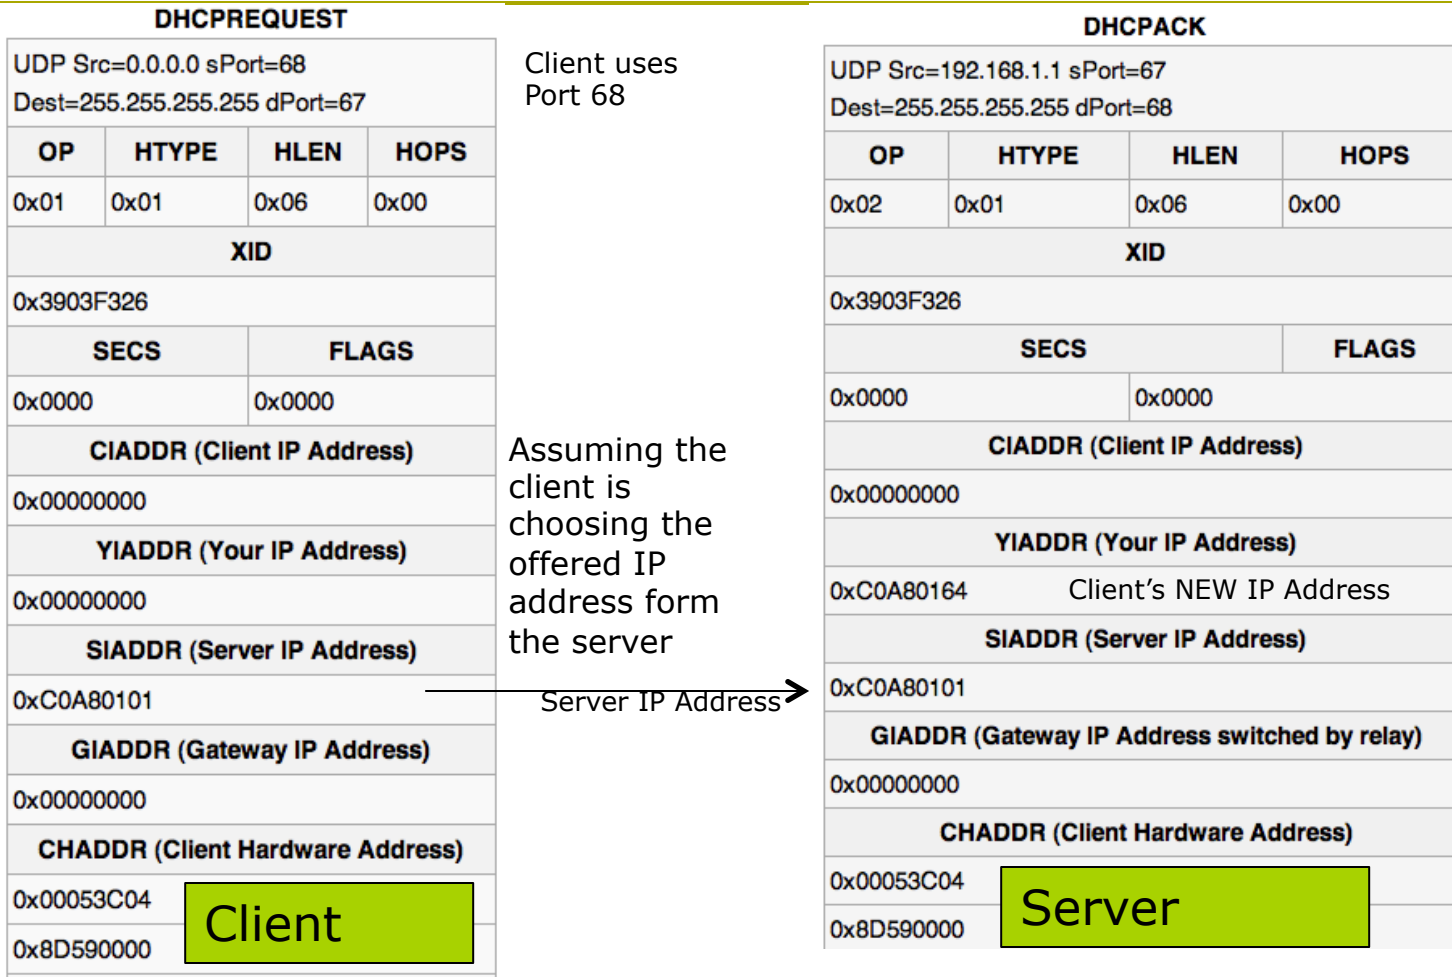 DHCPREQUEST
UDP Src=0.0.0.0 sPort=68
Dest=255.255.255.255 dPort=67
OP HTYPE HLEN HOPS
0x01 0x01 0x06 0x00
XID
0x3903F326
SECS FLAGS
0x0000 0x0000
CIADDR (Client IP Address)
0x00000000
YIADDR (Your IP Address)
0x00000000
SIADDR (Server IP Address)
0xC0A80101
GIADDR (Gateway IP Address)
0x00000000
CHADDR (Client Hardware Address)
0x00053C04
0x8D590000
Client
Client uses
Port 68
Assuming the
client is
choosing the
offered IP
address form
the server
Server IP Address
DHCPACK
UDP Src=192.168.1.1 sPort=67
Dest=255.255.255.255 dPort=68
OP HTYPE HLEN HOPS
0x02 0x01 0x06 0x00
XID
0x3903F326
SECS FLAGS
0x0000 0x0000
CIADDR (Client IP Address)
0x00000000
YIADDR (Your IP Address)
0xC0A80164 Client’s NEW IP Address
SIADDR (Server IP Address)
0xC0A80101
GIADDR (Gateway IP Address switched by relay)
0x00000000
CHADDR (Client Hardware Address)
0x00053C04
0x8D590000
Server